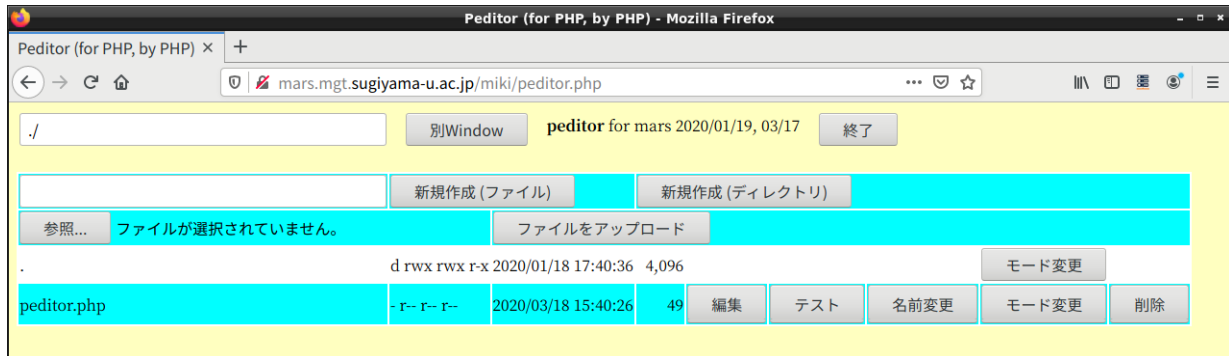 Peditor (for PHP, by PHP) - Mozilla Firefox
Peditor (for PHP, by PHP) × +
mars.mgt.sugiyama-u.ac.jp/miki/peditor.php
./ 別Window peditor for mars 2020/01/19, 03/17 終了
新規作成 (ファイル) 新規作成 (ディレクトリ)
参照... ファイルが選択されていません。 ファイルをアップロード
. d rwx rwx r-x 2020/01/18 17:40:36 4,096 モード変更
peditor.php - r-- r-- r-- 2020/03/18 15:40:26 49 編集 テスト 名前変更 モード変更 削除